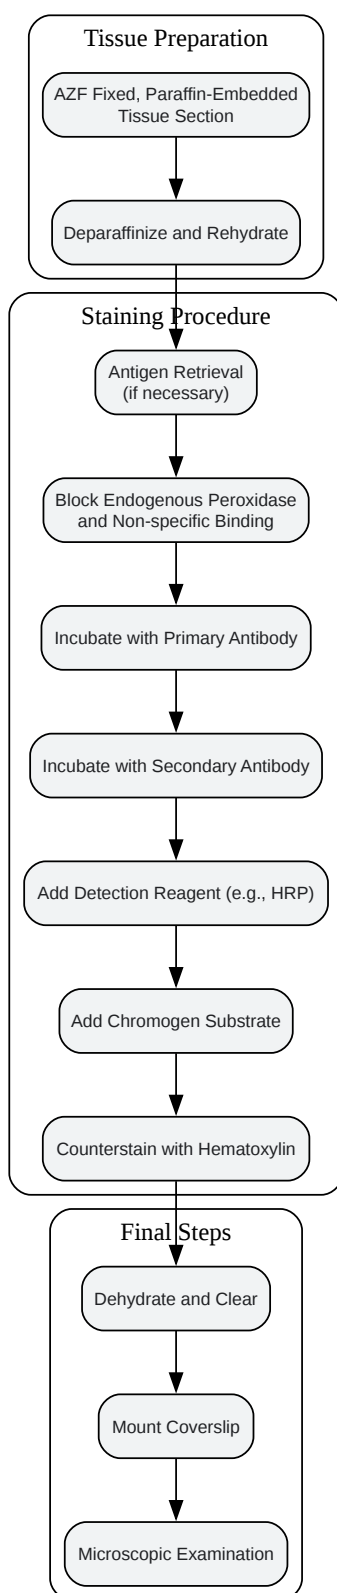 Tissue Preparation
AZF Fixed, Paraffin-Embedded
Tissue Section
Deparaffinize and Rehydrate
Staining Procedure
Antigen Retrieval
(if necessary)
Block Endogenous Peroxidase
and Non-specific Binding
Incubate with Primary Antibody
Incubate with Secondary Antibody
Add Detection Reagent (e.g., HRP)
Add Chromogen Substrate
Counterstain with Hematoxylin
Final Steps
Dehydrate and Clear
Mount Coverslip
Microscopic Examination